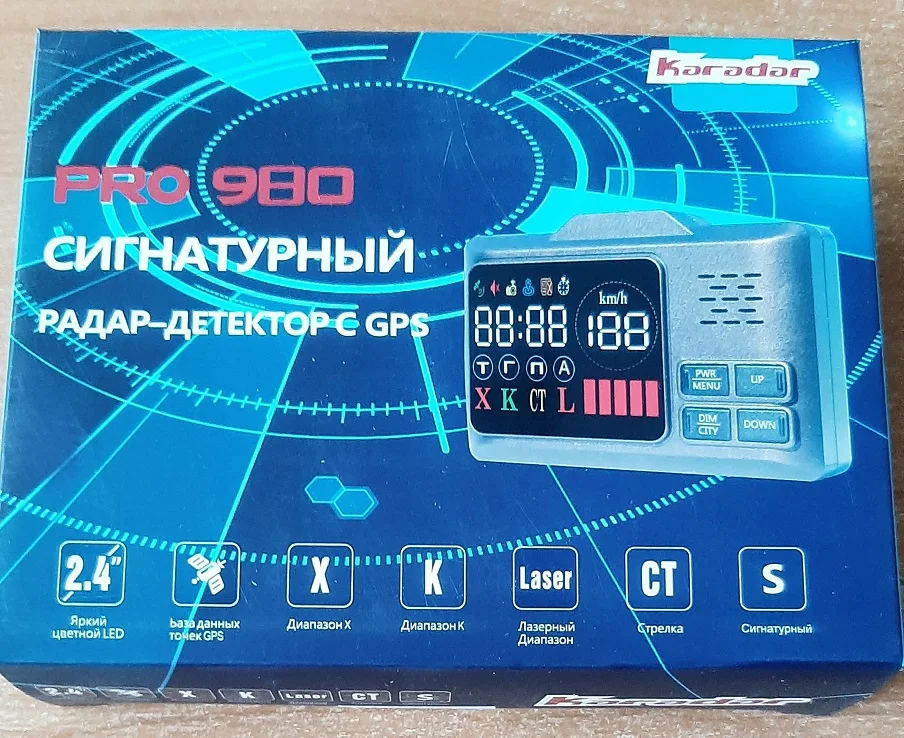 Karadar
PRO 980
СИГНАТУРНЫЙ
РАДАР–ДЕТЕКТОР С GPS
km/h
88:88 188
Т Г П А
X K CT L
PWR MENU UP
DIM CITY DOWN
2.4" X K Laser CT S
Яркий цветной LED
База данных точек GPS
Диапазон X
Диапазон K
Лазерный Диапазон
Стрелка
Сигнатурный
2.4" X K Laser CT S
Karadar